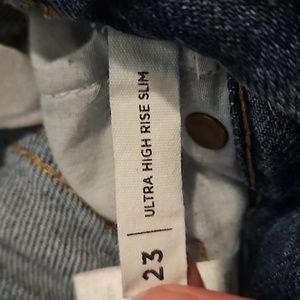 23 | ULTRA HIGH RISE SLIM